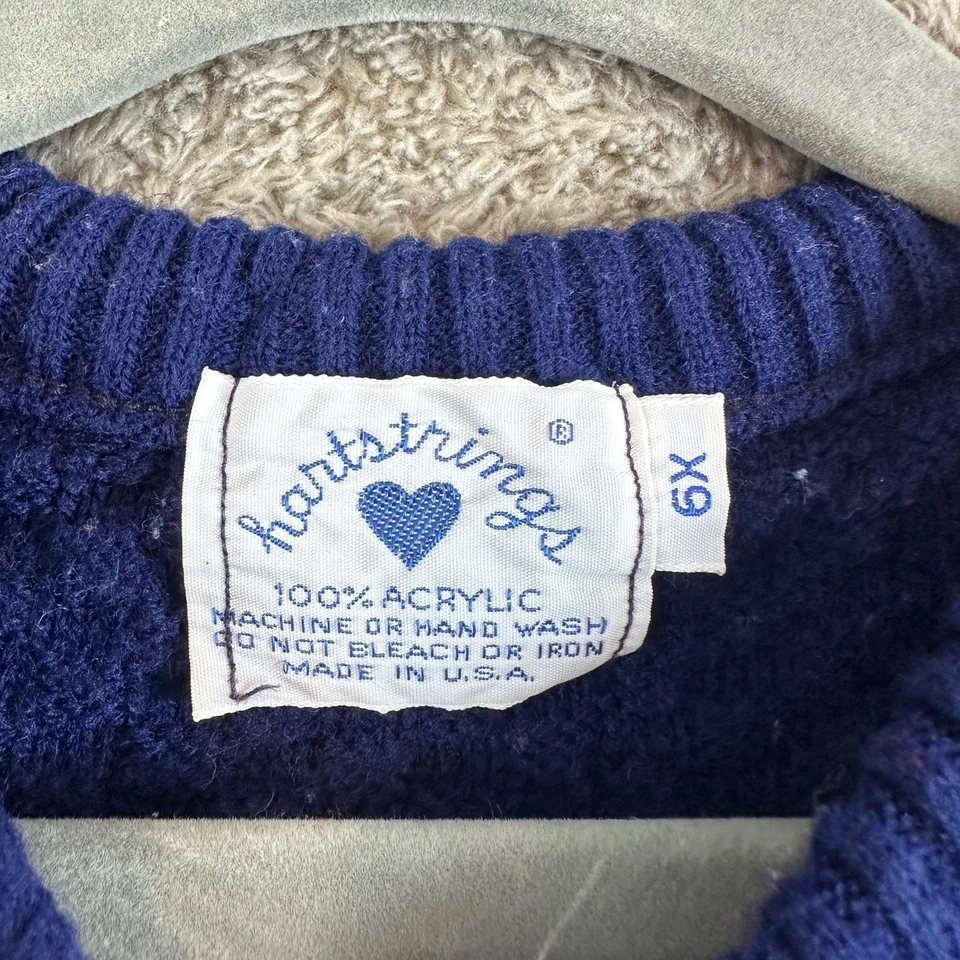 hartstrings ®
6X
100% ACRYLIC
MACHINE OR HAND WASH
DO NOT BLEACH OR IRON
MADE IN U.S.A.